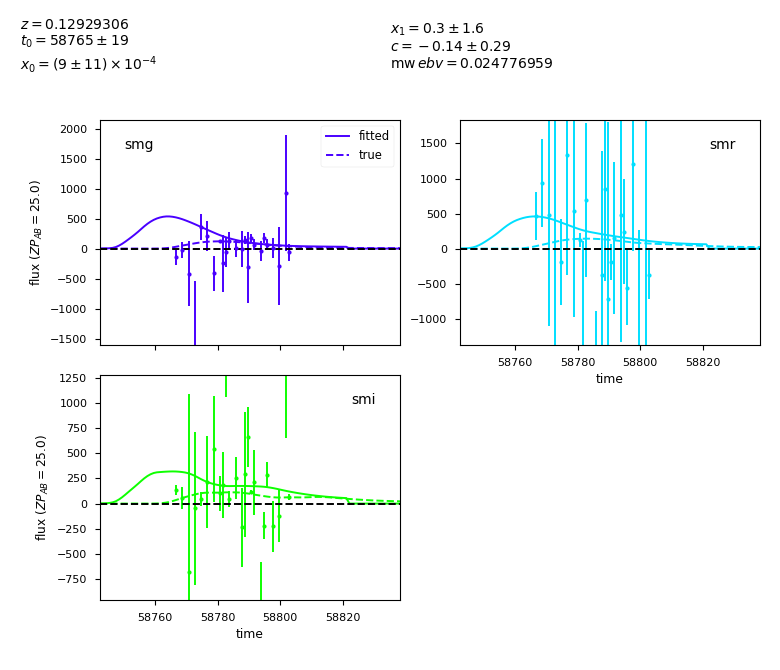 z = 0.12929306
t₀ = 58765 ± 19
x₀ = (9 ± 11) × 10⁻⁴
x₁ = 0.3 ± 1.6
c = −0.14 ± 0.29
mw ebv = 0.024776959
smg
fitted
true
2000
1500
1000
500
0
−500
−1000
−1500
flux (ZP_AB = 25.0)
smr
1500
1000
500
0
−500
−1000
58760 58780 58800 58820
time
smi
1250
1000
750
500
250
0
−250
−500
−750
flux (ZP_AB = 25.0)
58760 58780 58800 58820
time